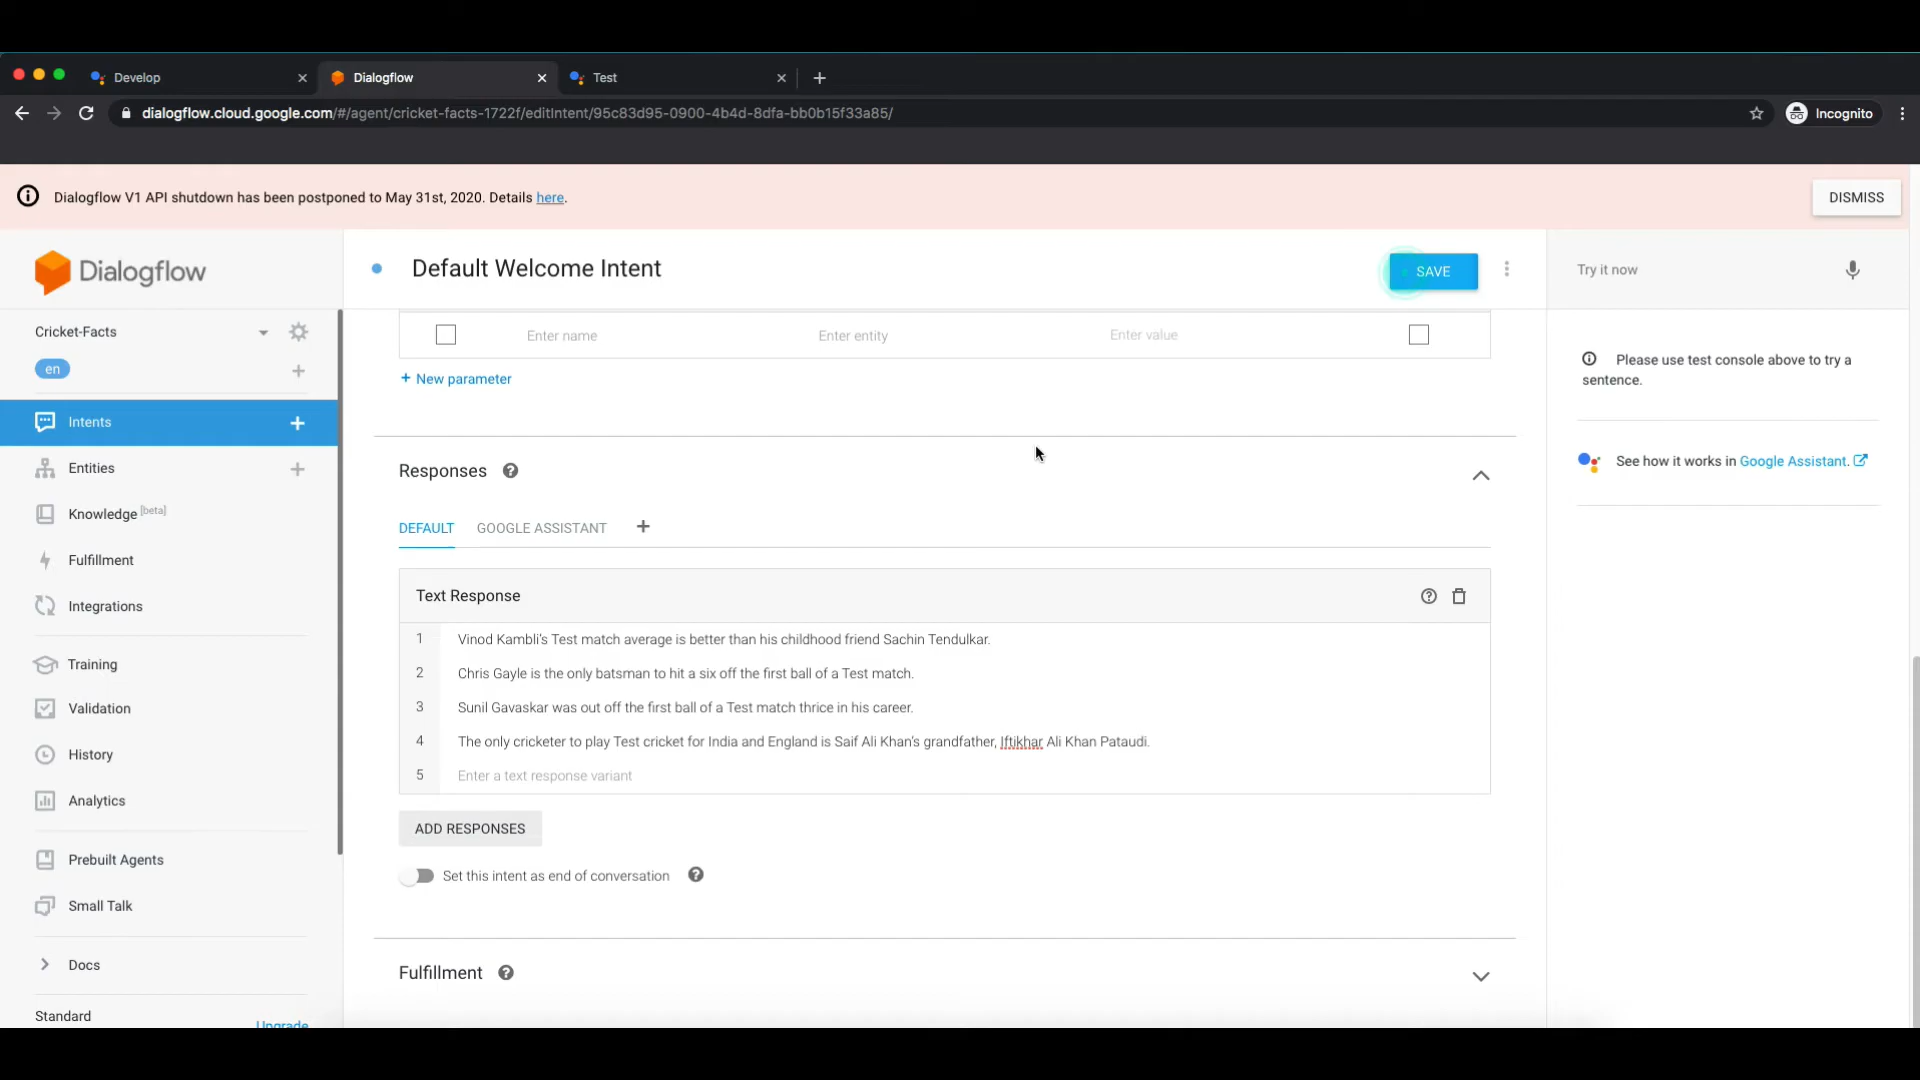 Develop
Dialogflow
Test
dialogflow.cloud.google.com/#/agent/cricket-facts-1722f/editIntent/95c83d95-0900-4b4d-8dfa-bb0b15f33a85/
Incognito
Dialogflow V1 API shutdown has been postponed to May 31st, 2020. Details here.
DISMISS
Dialogflow
Default Welcome Intent
SAVE
Try it now
Cricket-Facts
en
Intents
Entities
Knowledge [beta]
Fulfillment
Integrations
Training
Validation
History
Analytics
Prebuilt Agents
Small Talk
Docs
Standard
Upgrade
Enter name
Enter entity
Enter value
+ New parameter
Responses
DEFAULT
GOOGLE ASSISTANT
Text Response
1 Vinod Kambli's Test match average is better than his childhood friend Sachin Tendulkar.
2 Chris Gayle is the only batsman to hit a six off the first ball of a Test match.
3 Sunil Gavaskar was out off the first ball of a Test match thrice in his career.
4 The only cricketer to play Test cricket for India and England is Saif Ali Khan's grandfather, Iftikhar Ali Khan Pataudi.
5 Enter a text response variant
ADD RESPONSES
Set this intent as end of conversation
Fulfillment
Please use test console above to try a
sentence.
See how it works in Google Assistant.